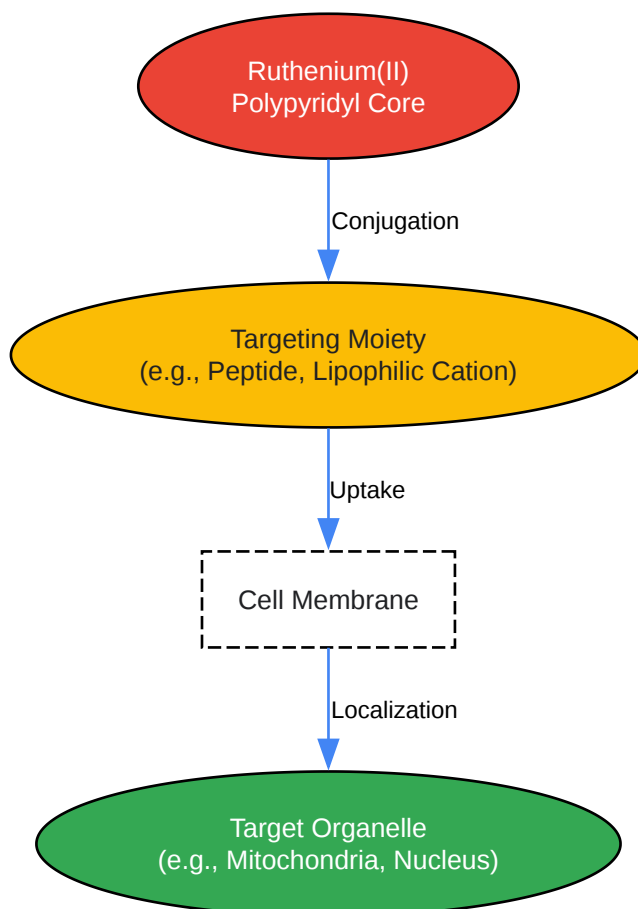 Ruthenium(II)
Polypyridyl Core
Conjugation
Targeting Moiety
(e.g., Peptide, Lipophilic Cation)
Uptake
Cell Membrane
Localization
Target Organelle
(e.g., Mitochondria, Nucleus)